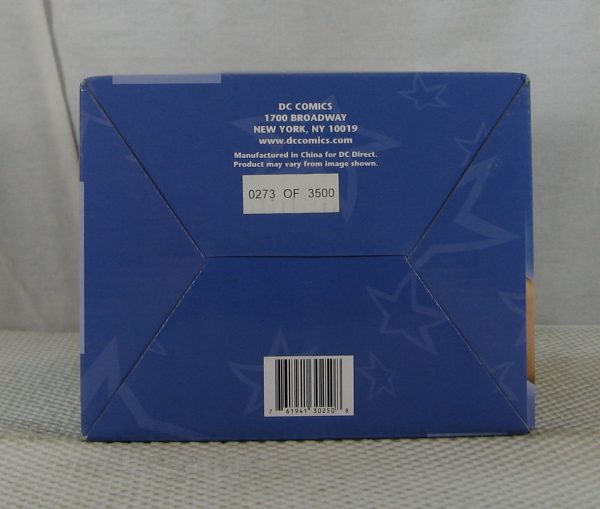 DC COMICS
1700 BROADWAY
NEW YORK, NY 10019
www.dccomics.com
Manufactured in China for DC Direct.
Product may vary from image shown.
0273 OF 3500
7 61941 30250 8